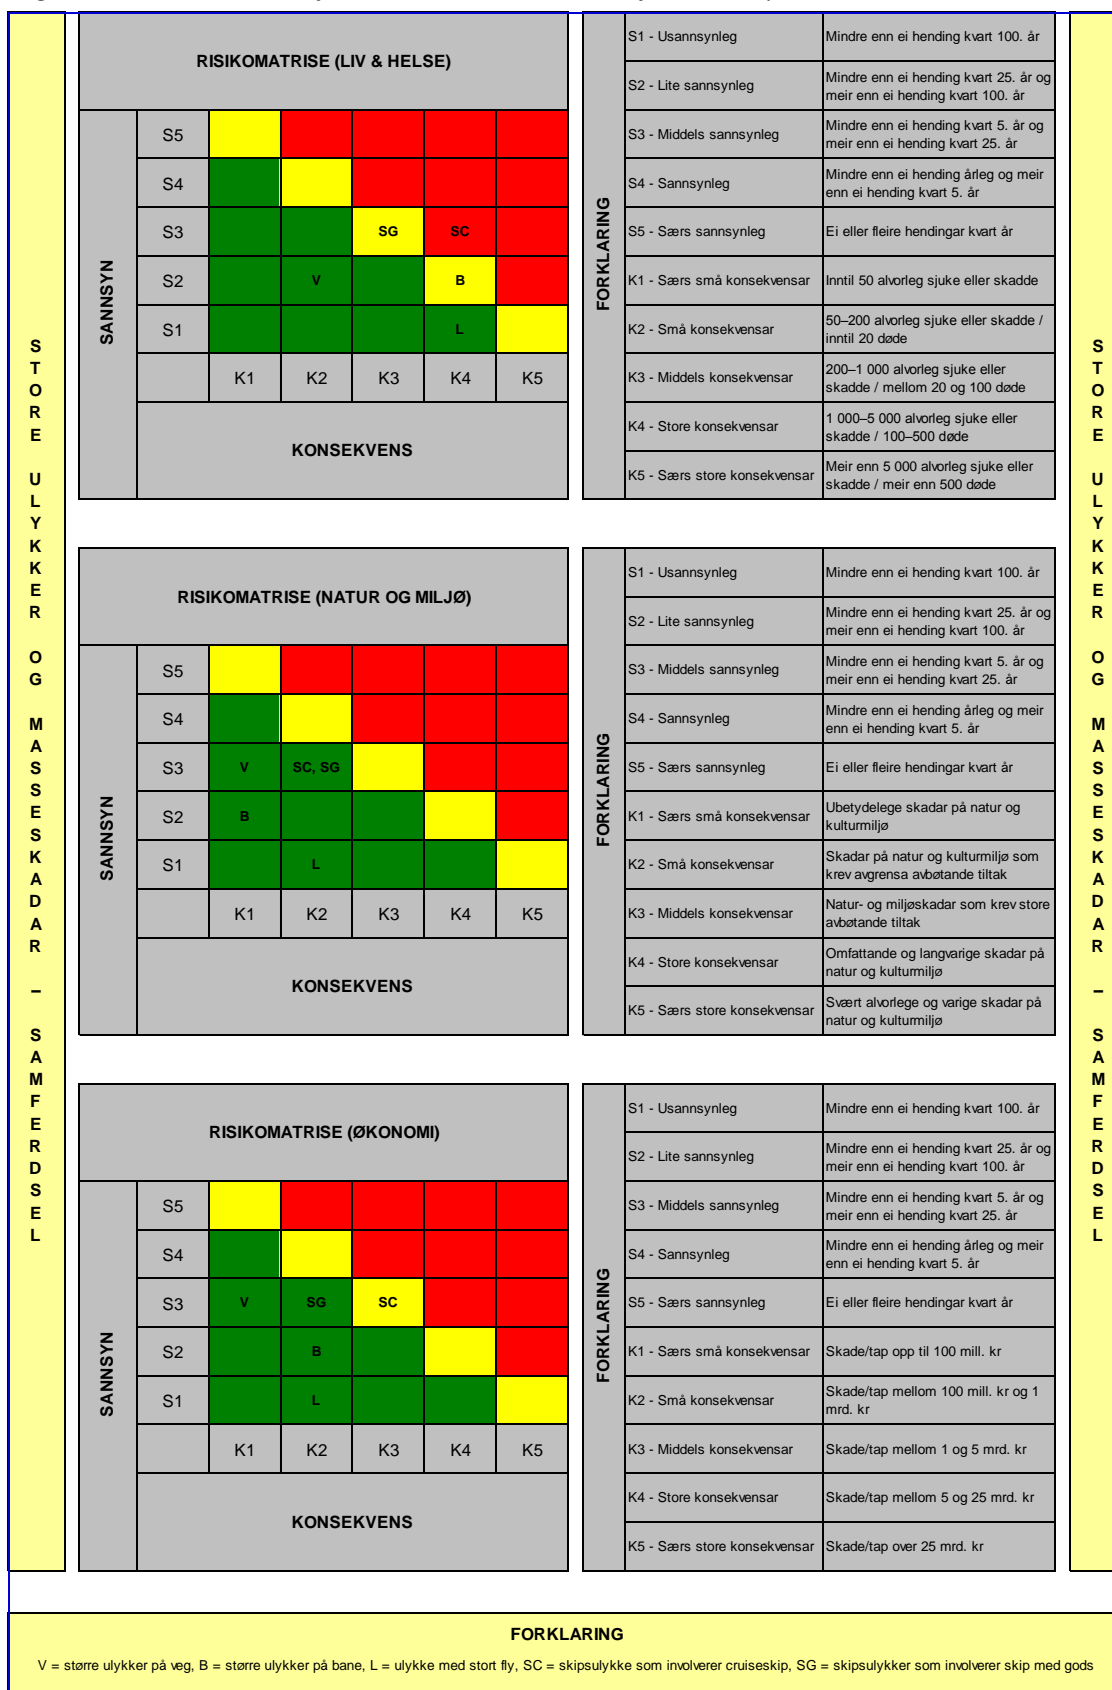 STORE ULYKKER OG MASSESKADAR – SAMFERDSEL
RISIKOMATRISE (LIV & HELSE)
SANNSYN
S5
S4
S3 SG SC
S2 V B
S1 L
K1 K2 K3 K4 K5
KONSEKVENS
FORKLARING
S1 - Usannsynleg Mindre enn ei hending kvart 100. år
S2 - Lite sannsynleg Mindre enn ei hending kvart 25. år og
meir enn ei hending kvart 100. år
S3 - Middels sannsynleg Mindre enn ei hending kvart 5. år og
meir enn ei hending kvart 25. år
S4 - Sannsynleg Mindre enn ei hending årleg og meir
enn ei hending kvart 5. år
S5 - Særs sannsynleg Ei eller fleire hendingar kvart år
K1 - Særs små konsekvensar Inntil 50 alvorleg sjuke eller skadde
K2 - Små konsekvensar 50–200 alvorleg sjuke eller skadde /
inntil 20 døde
K3 - Middels konsekvensar 200–1 000 alvorleg sjuke eller
skadde / mellom 20 og 100 døde
K4 - Store konsekvensar 1 000–5 000 alvorleg sjuke eller
skadde / 100–500 døde
K5 - Særs store konsekvensar Meir enn 5 000 alvorleg sjuke eller
skadde / meir enn 500 døde
RISIKOMATRISE (NATUR OG MILJØ)
SANNSYN
S5
S4
S3 V SC, SG
S2 B
S1 L
K1 K2 K3 K4 K5
KONSEKVENS
FORKLARING
S1 - Usannsynleg Mindre enn ei hending kvart 100. år
S2 - Lite sannsynleg Mindre enn ei hending kvart 25. år og
meir enn ei hending kvart 100. år
S3 - Middels sannsynleg Mindre enn ei hending kvart 5. år og
meir enn ei hending kvart 25. år
S4 - Sannsynleg Mindre enn ei hending årleg og meir
enn ei hending kvart 5. år
S5 - Særs sannsynleg Ei eller fleire hendingar kvart år
K1 - Særs små konsekvensar Ubetydelege skadar på natur og
kulturmiljø
K2 - Små konsekvensar Skadar på natur og kulturmiljø som
krev avgrensa avbøtande tiltak
K3 - Middels konsekvensar Natur- og miljøskadar som krev store
avbøtande tiltak
K4 - Store konsekvensar Omfattande og langvarige skadar på
natur og kulturmiljø
K5 - Særs store konsekvensar Svært alvorlege og varige skadar på
natur og kulturmiljø
RISIKOMATRISE (ØKONOMI)
SANNSYN
S5
S4
S3 V SG SC
S2 B
S1 L
K1 K2 K3 K4 K5
KONSEKVENS
FORKLARING
S1 - Usannsynleg Mindre enn ei hending kvart 100. år
S2 - Lite sannsynleg Mindre enn ei hending kvart 25. år og
meir enn ei hending kvart 100. år
S3 - Middels sannsynleg Mindre enn ei hending kvart 5. år og
meir enn ei hending kvart 25. år
S4 - Sannsynleg Mindre enn ei hending årleg og meir
enn ei hending kvart 5. år
S5 - Særs sannsynleg Ei eller fleire hendingar kvart år
K1 - Særs små konsekvensar Skade/tap opp til 100 mill. kr
K2 - Små konsekvensar Skade/tap mellom 100 mill. kr og 1
mrd. kr
K3 - Middels konsekvensar Skade/tap mellom 1 og 5 mrd. kr
K4 - Store konsekvensar Skade/tap mellom 5 og 25 mrd. kr
K5 - Særs store konsekvensar Skade/tap over 25 mrd. kr
STORE ULYKKER OG MASSESKADAR – SAMFERDSEL
FORKLARING
V = større ulykker på veg, B = større ulykker på bane, L = ulykke med stort fly, SC = skipsulykke som involverer cruiseskip, SG = skipsulykker som involverer skip med gods